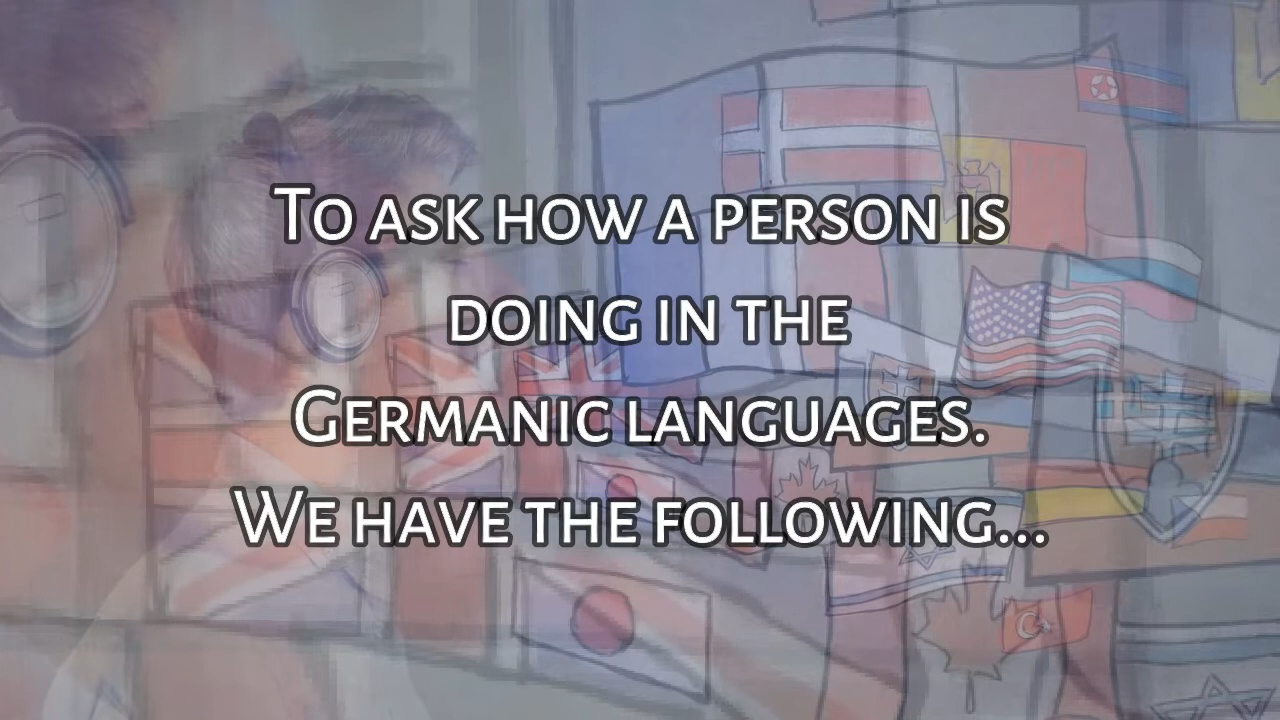 To ask how a person is
doing in the
Germanic languages.
We have the following...